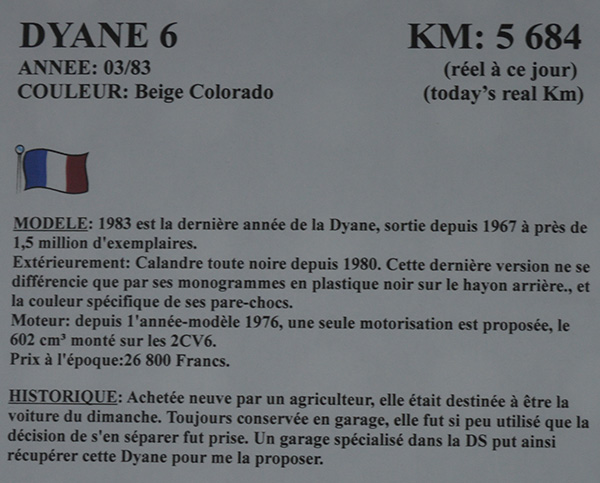 DYANE 6
KM: 5 684
ANNEE: 03/83
(réel à ce jour)
COULEUR: Beige Colorado
(today's real Km)
MODELE: 1983 est la dernière année de la Dyane, sortie depuis 1967 à près de
1,5 million d'exemplaires.
Extérieurement: Calandre toute noire depuis 1980. Cette dernière version ne se
différencie que par ses monogrammes en plastique noir sur le hayon arrière., et
la couleur spécifique de ses pare-chocs.
Moteur: depuis 1'année-modèle 1976, une seule motorisation est proposée, le
602 cm³ monté sur les 2CV6.
Prix à l'époque:26 800 Francs.
HISTORIQUE: Achetée neuve par un agriculteur, elle était destinée à être la
voiture du dimanche. Toujours conservée en garage, elle fut si peu utilisé que la
décision de s'en séparer fut prise. Un garage spécialisé dans la DS put ainsi
récupérer cette Dyane pour me la proposer.